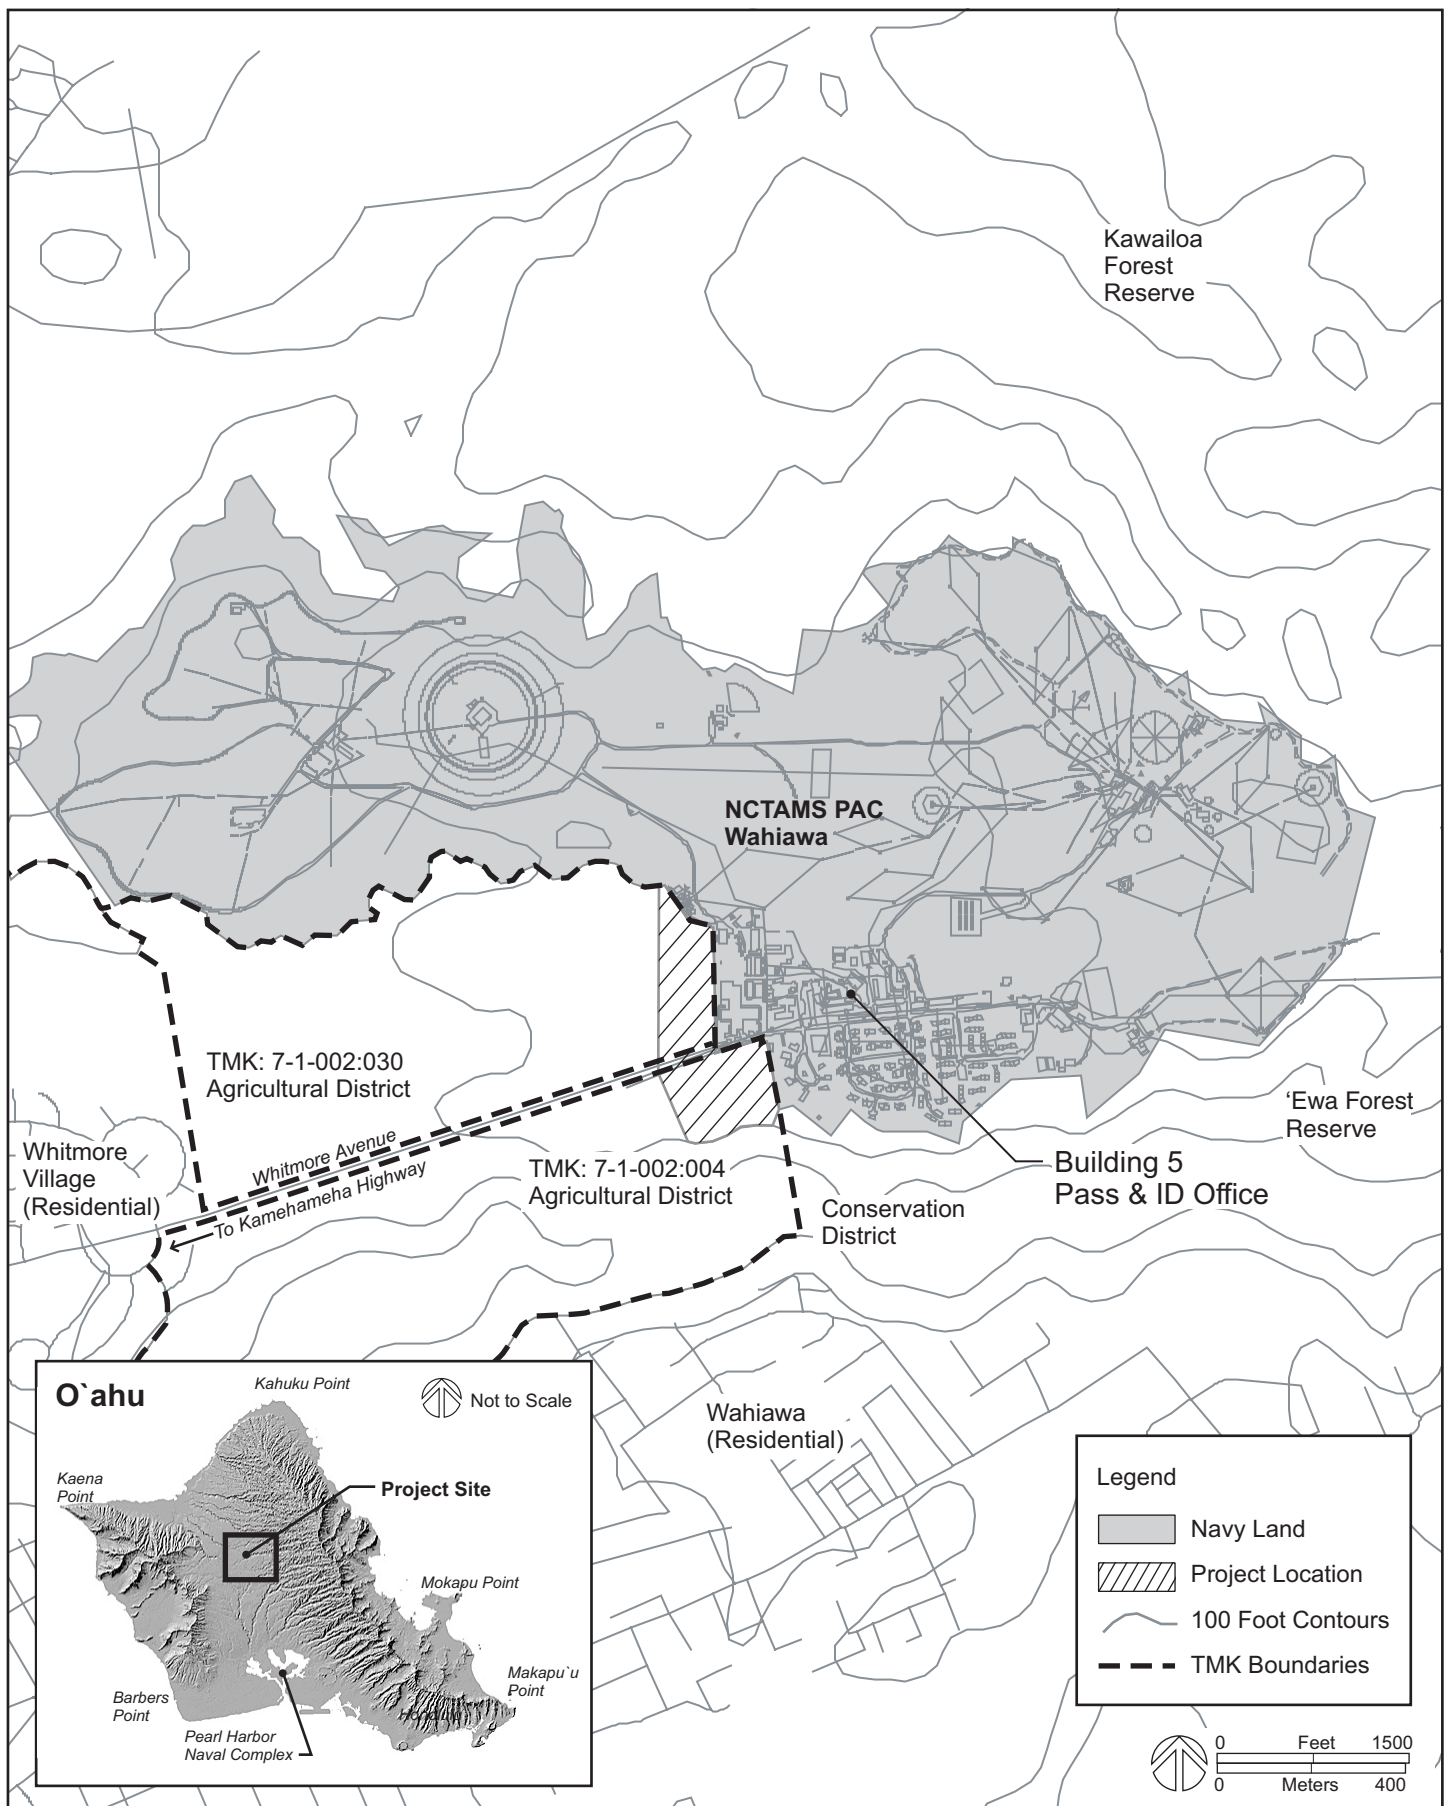 Kawailoa
Forest
Reserve
NCTAMS PAC
Wahiawa
TMK: 7-1-002:030
Agricultural District
'Ewa Forest
Reserve
Whitmore
Village
(Residential)
Whitmore Avenue
To Kamehameha Highway
TMK: 7-1-002:004
Agricultural District
Building 5
Pass & ID Office
Conservation
District
Wahiawa
(Residential)
O`ahu
Kahuku Point
Not to Scale
Kaena
Point
Project Site
Mokapu Point
Makapu`u
Point
Barbers
Point
Honolulu
Pearl Harbor
Naval Complex
Legend
Navy Land
Project Location
100 Foot Contours
TMK Boundaries
0 Feet 1500
0 Meters 400